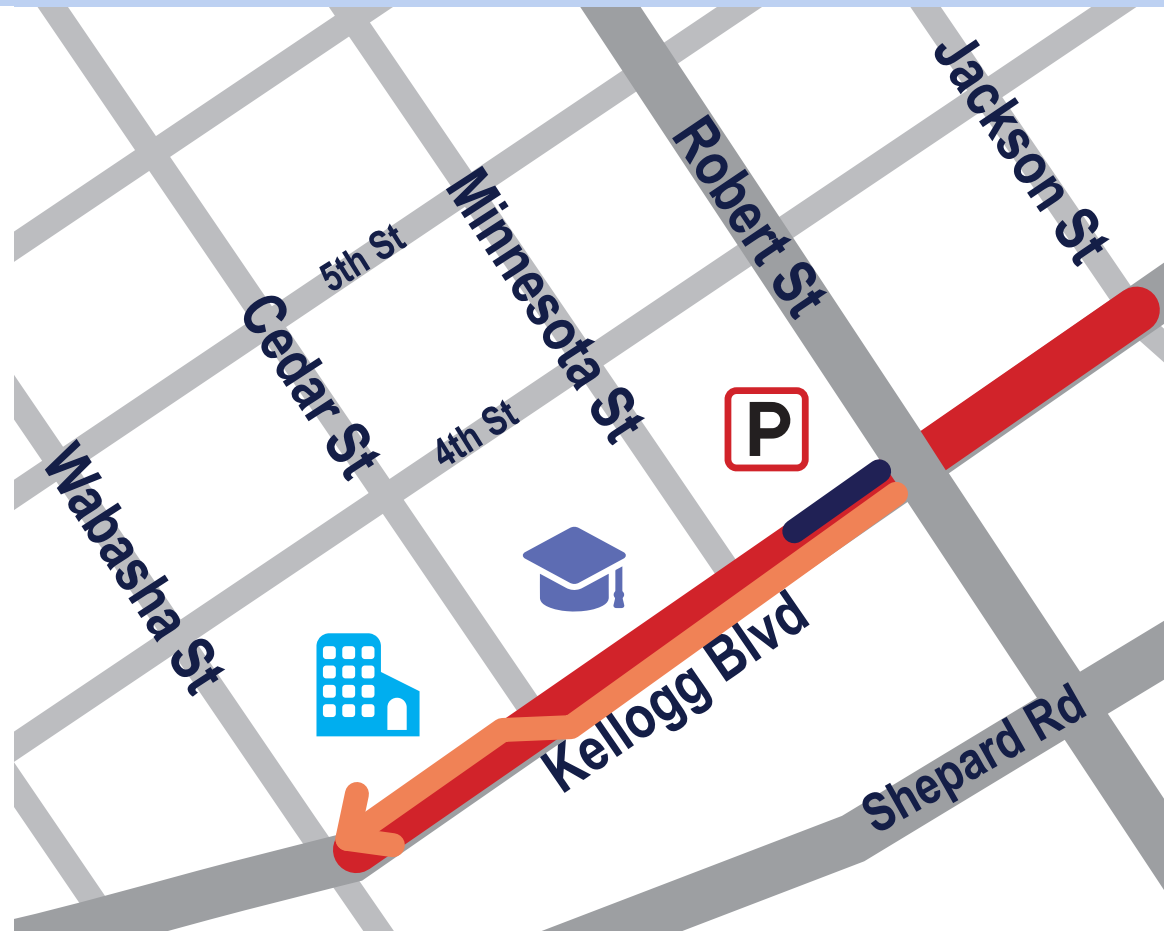 Jackson St
Robert St
Minnesota St
5th St
Cedar St
P
4th St
Wabasha St
Kellogg Blvd
Shepard Rd